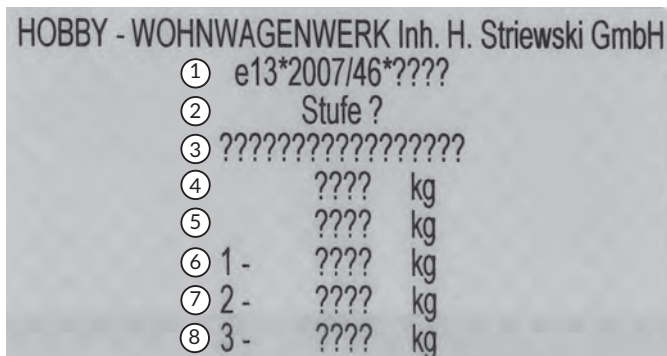 HOBBY - WOHNWAGENWERK Inh. H. Striewski GmbH
1 e13*2007/46*????
2 Stufe ?
3 ?????????????????
4 ???? kg
5 ???? kg
6 1 - ???? kg
7 2 - ???? kg
8 3 - ???? kg